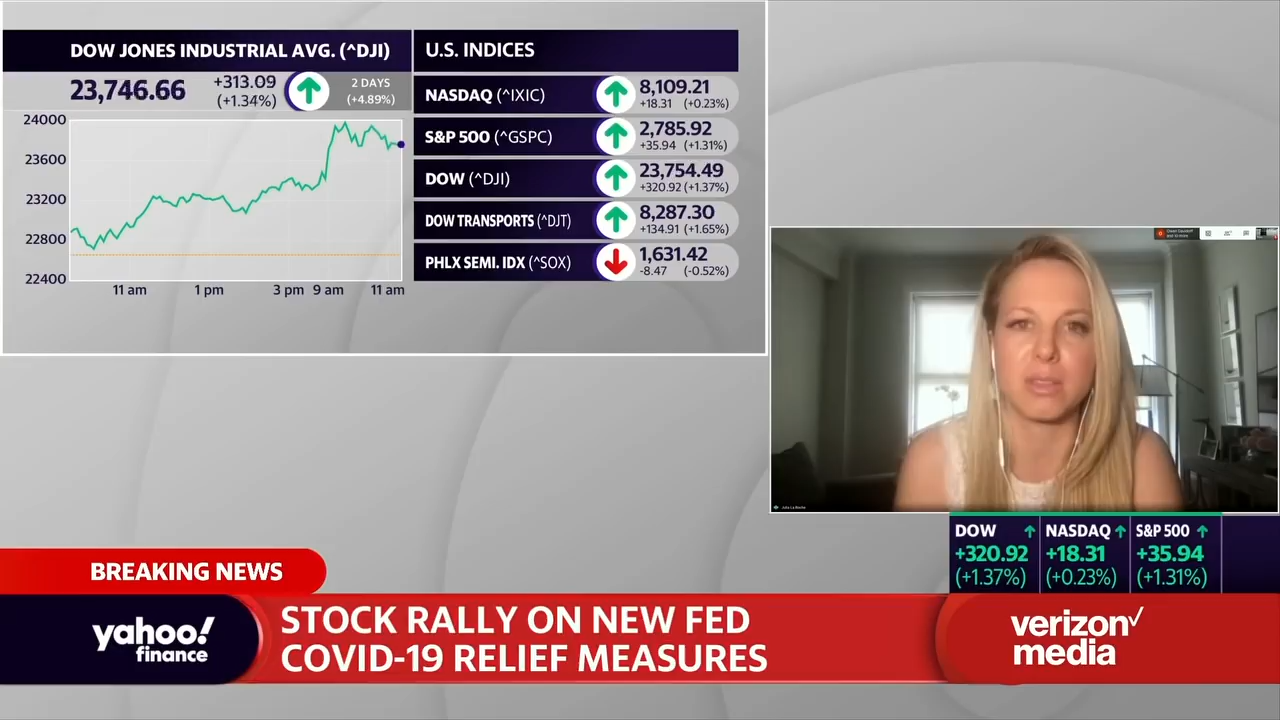 DOW JONES INDUSTRIAL AVG. (^DJI)
23,746.66
+313.09
(+1.34%)
2 DAYS
(+4.89%)
24000
23600
23200
22800
22400
11 am
1 pm
3 pm
9 am
11 am
U.S. INDICES
NASDAQ (^IXIC)
8,109.21
+18.31 (+0.23%)
S&P 500 (^GSPC)
2,785.92
+35.94 (+1.31%)
DOW (^DJI)
23,754.49
+320.92 (+1.37%)
DOW TRANSPORTS (^DJT)
8,287.30
+134.91 (+1.65%)
PHLX SEMI. IDX (^SOX)
1,631.42
-8.47 (-0.52%)
Julia La Roche
DOW
+320.92
(+1.37%)
NASDAQ
+18.31
(+0.23%)
S&P 500
+35.94
(+1.31%)
BREAKING NEWS
yahoo!
finance
STOCK RALLY ON NEW FED
COVID-19 RELIEF MEASURES
verizon
media